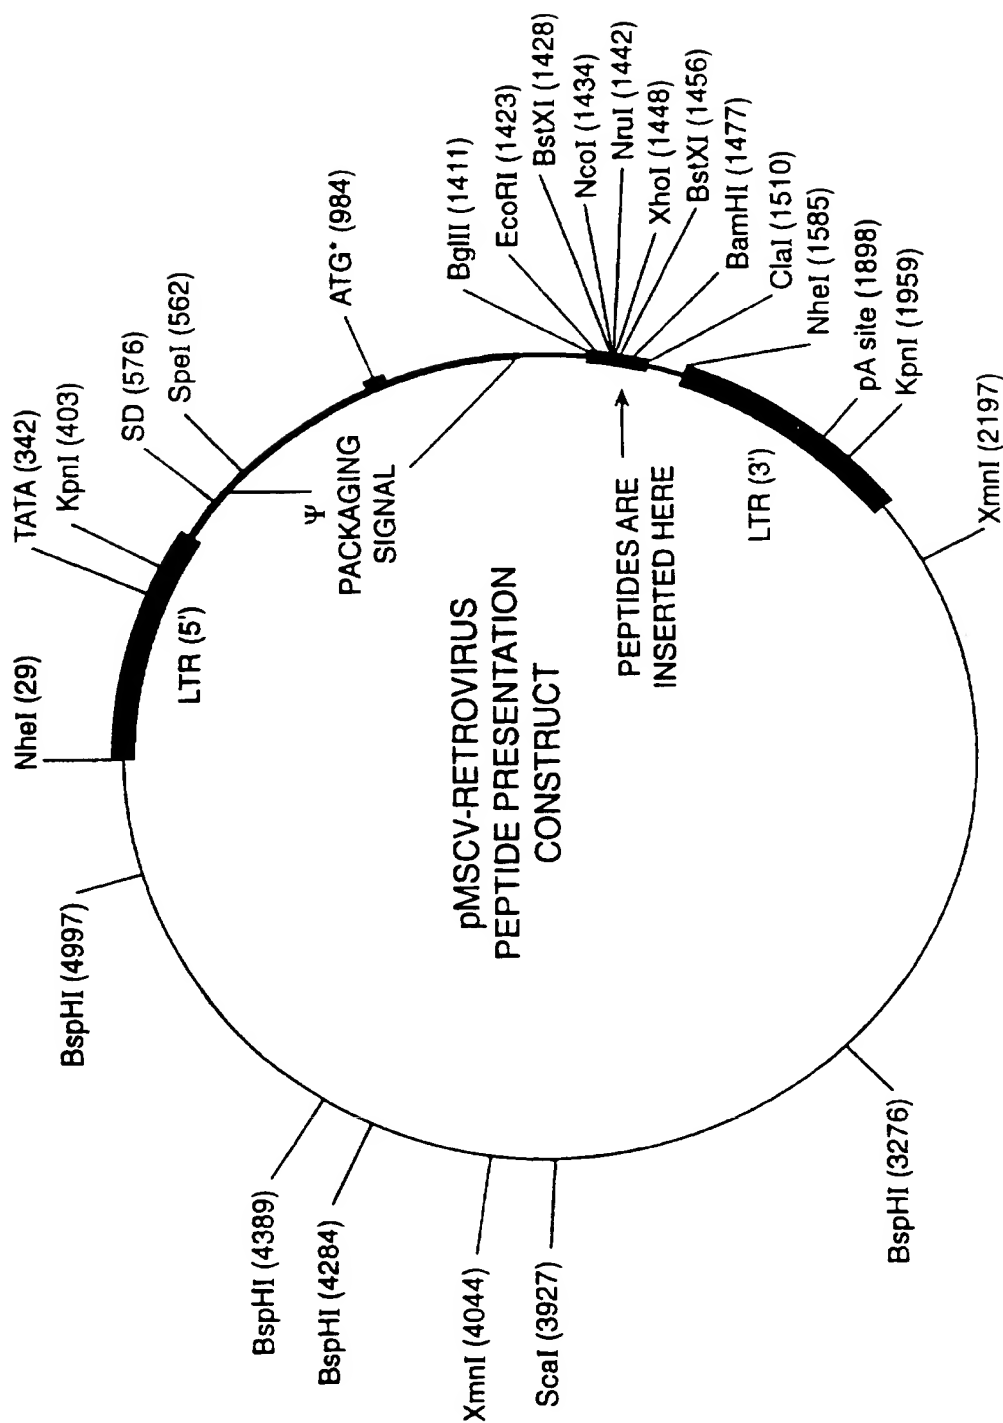 NheI (29)
TATA (342)
KpnI (403)
SD (576)
SpeI (562)
ATG* (984)
BglII (1411)
EcoRI (1423)
BstXI (1428)
NcoI (1434)
NruI (1442)
XhoI (1448)
BstXI (1456)
BamHI (1477)
ClaI (1510)
NheI (1585)
pA site (1898)
KpnI (1959)
XmnI (2197)
BspHI (3276)
ScaI (3927)
XmnI (4044)
BspHI (4284)
BspHI (4389)
BspHI (4997)
LTR (5')
Ψ
PACKAGING
SIGNAL
PEPTIDES ARE
INSERTED HERE
LTR (3')
pMSCV-RETROVIRUS
PEPTIDE PRESENTATION
CONSTRUCT